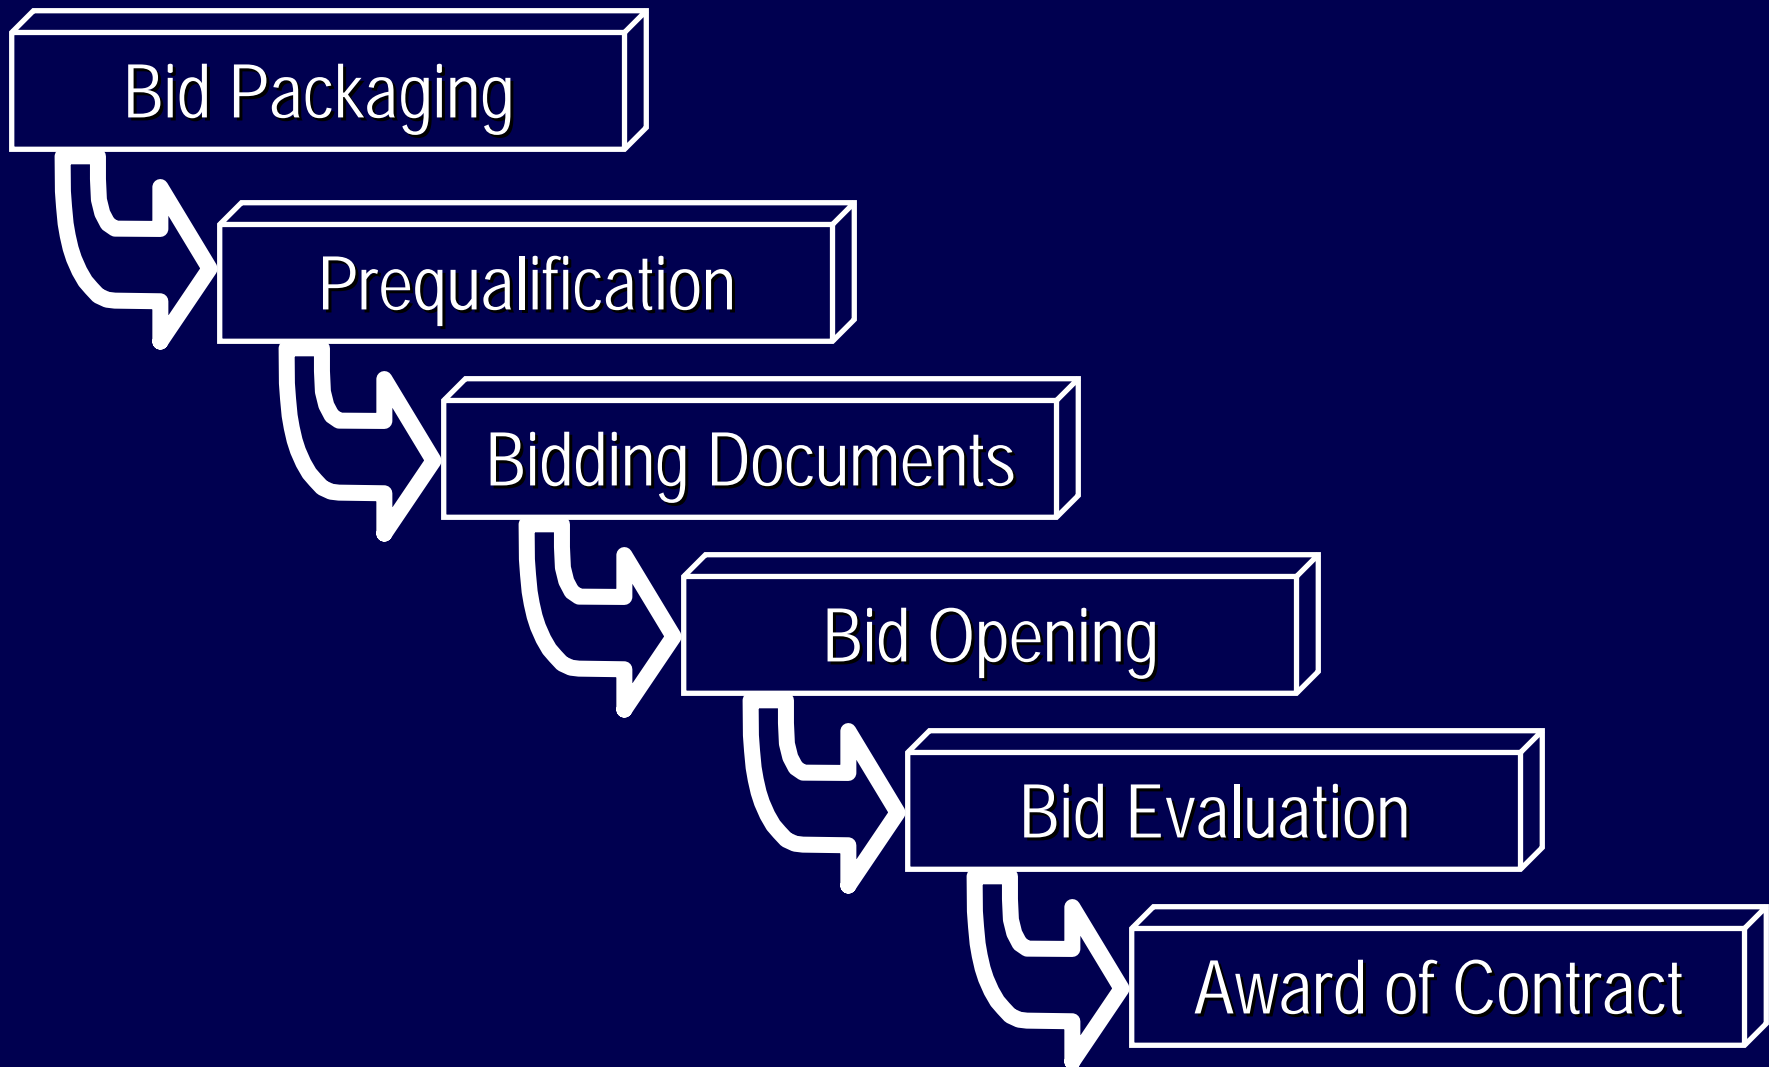 Bid Packaging
Prequalification
Bidding Documents
Bid Opening
Bid Evaluation
Award of Contract